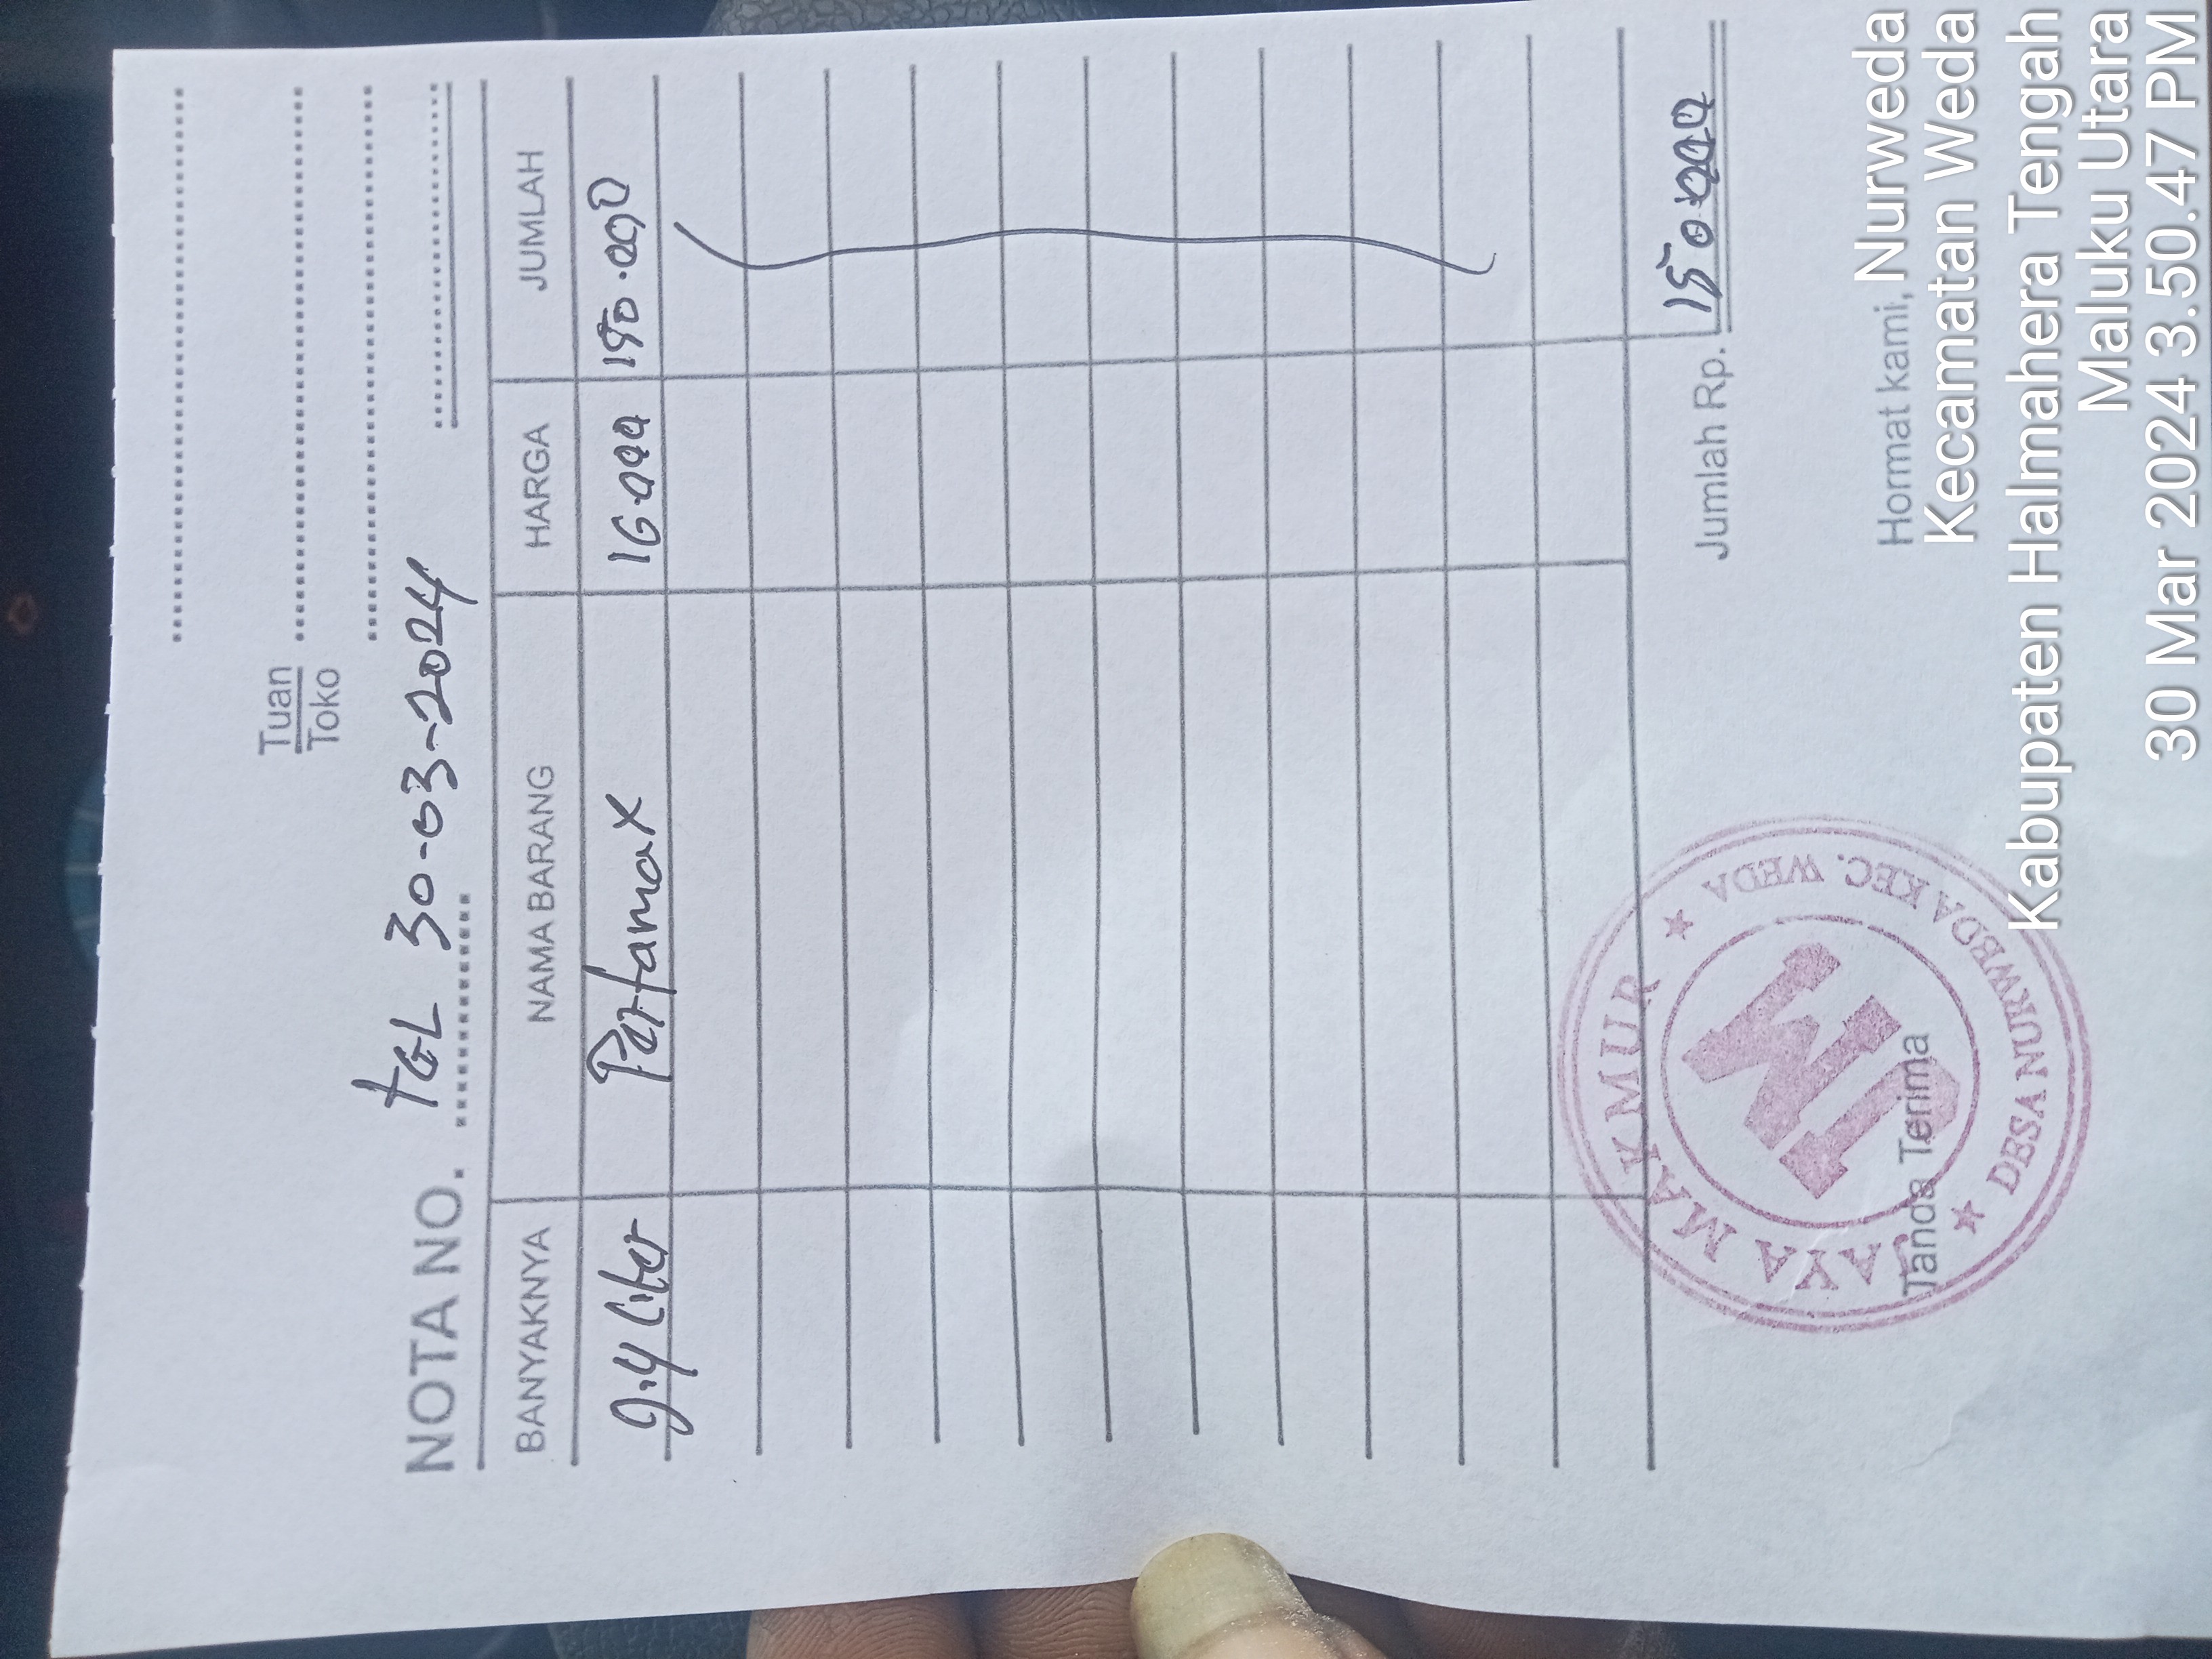 Tuan
Toko
NOTA NO. tGL 30-03-2024
BANYAKNYA NAMA BARANG HARGA JUMLAH
9.4 Liter Pertamax 16.000 150.000
Jumlah Rp. 150.000
Tanda Terima Hormat kami,
JAYA MAKMUR
JM
DESA NURWEDA KEC. WEDA
Nurweda
Kecamatan Weda
Kabupaten Halmahera Tengah
Maluku Utara
30 Mar 2024 3.50.47 PM